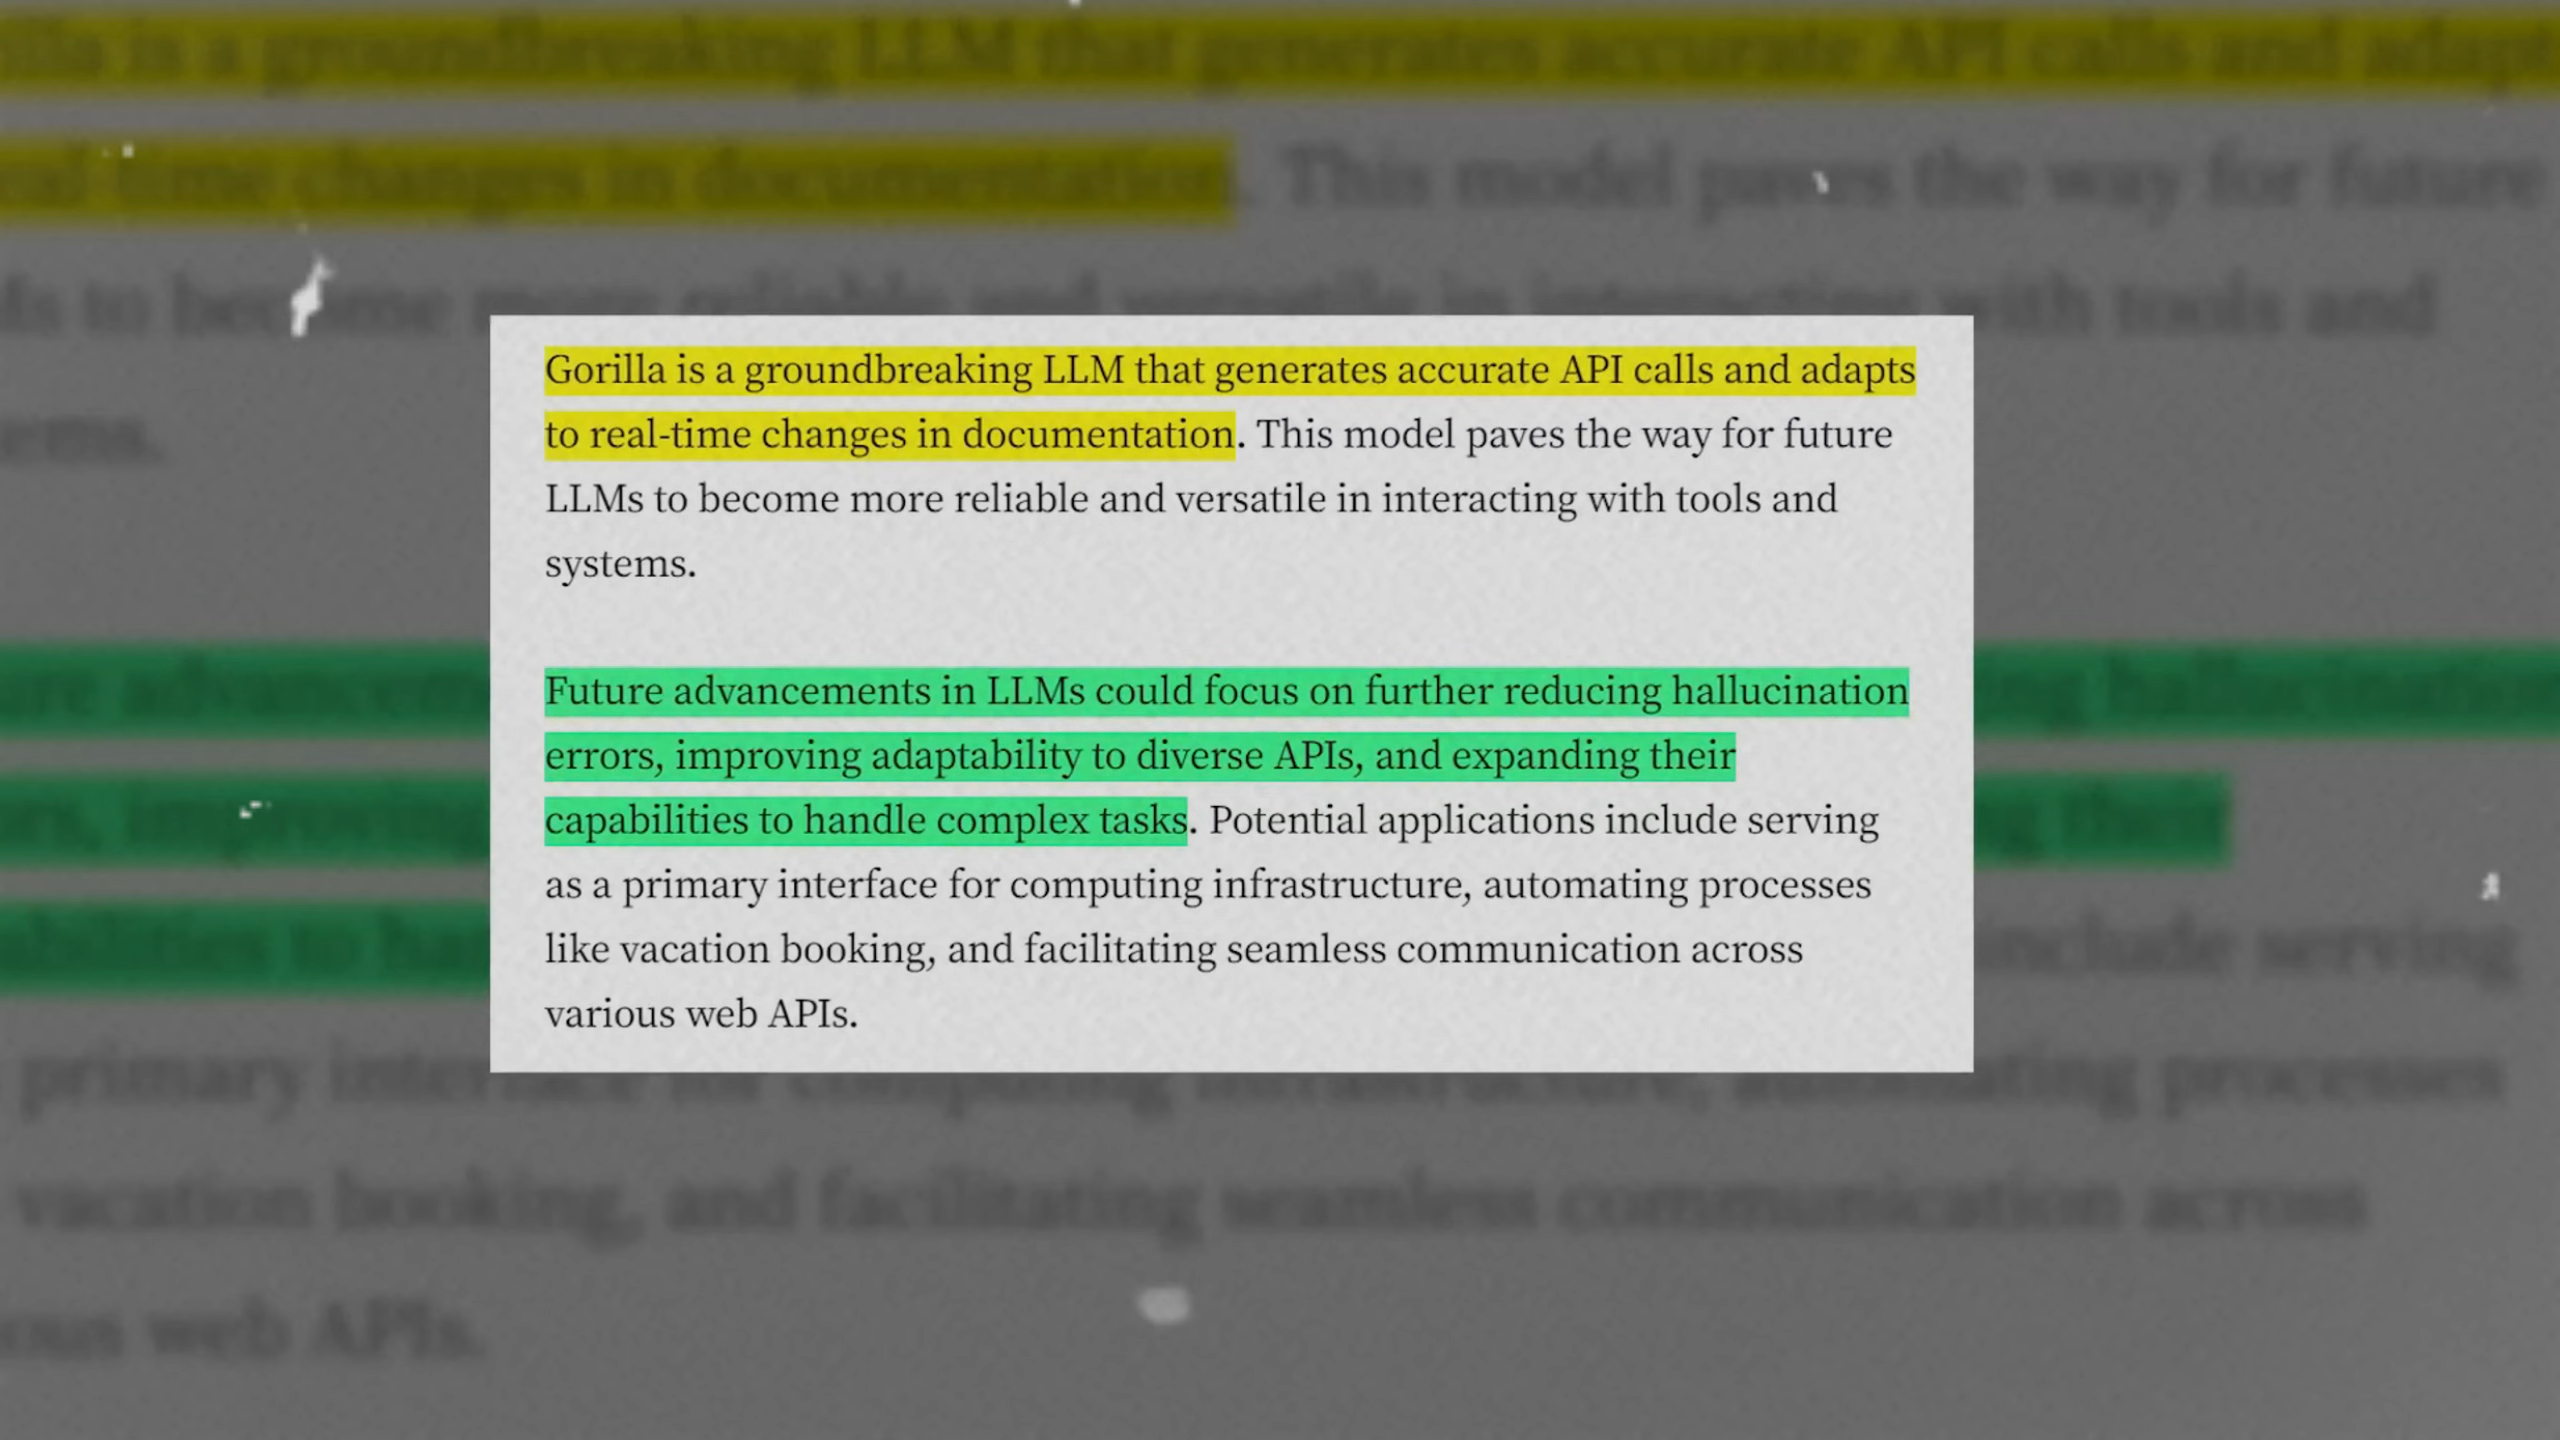 Gorilla is a groundbreaking LLM that generates accurate API calls and adapts
to real-time changes in documentation. This model paves the way for future
LLMs to become more reliable and versatile in interacting with tools and
systems.
Future advancements in LLMs could focus on further reducing hallucination
errors, improving adaptability to diverse APIs, and expanding their
capabilities to handle complex tasks. Potential applications include serving
as a primary interface for computing infrastructure, automating processes
like vacation booking, and facilitating seamless communication across
various web APIs.